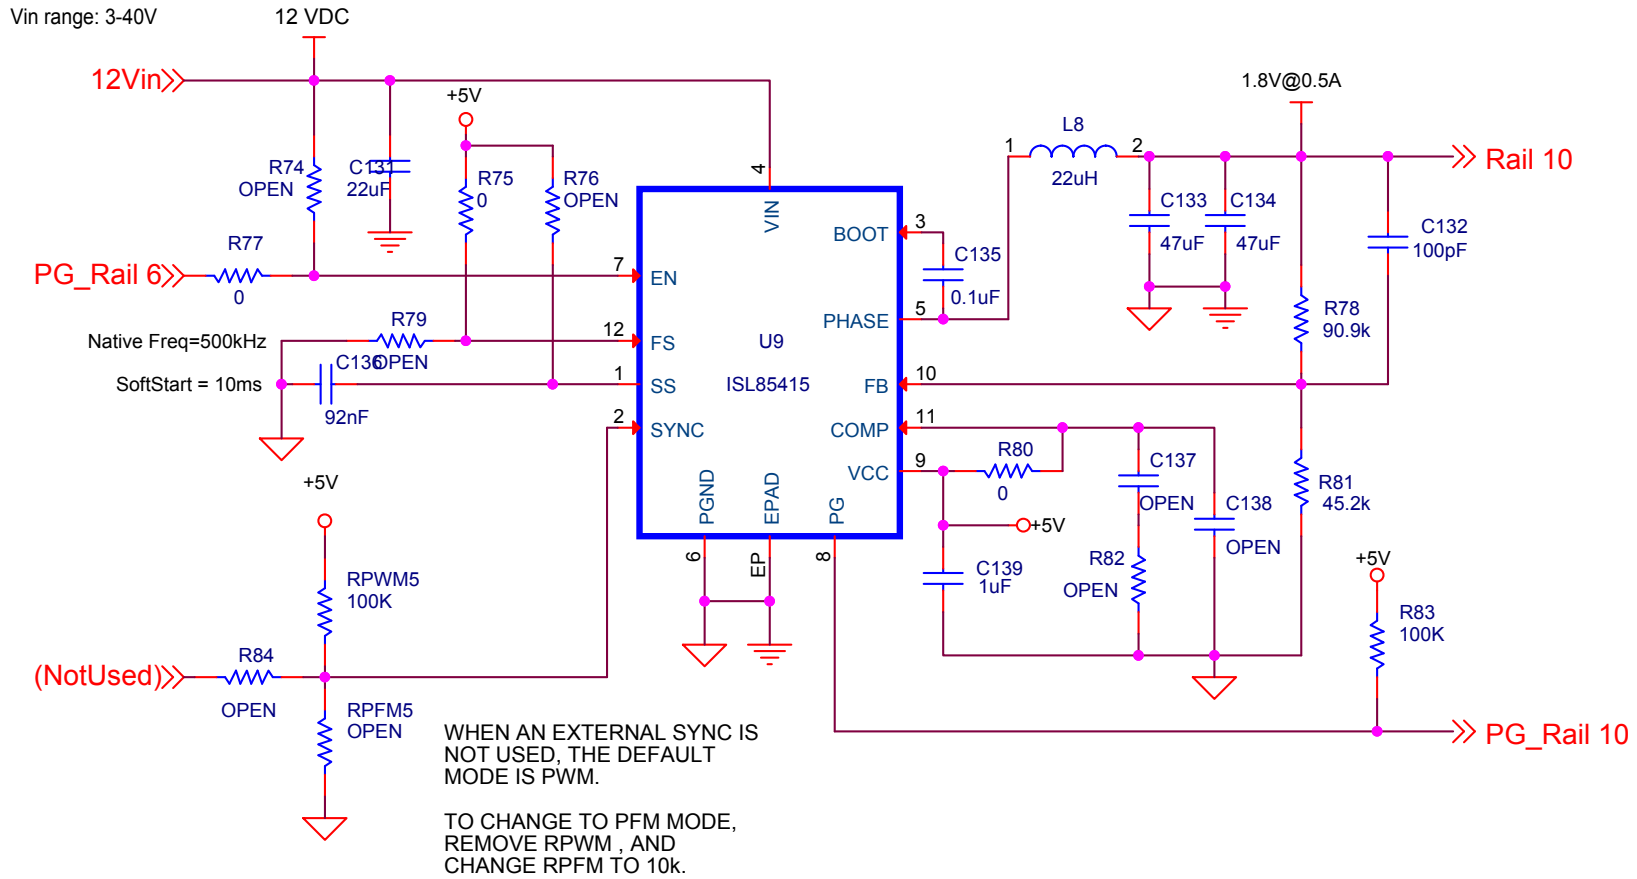 Vin range: 3-40V
12 VDC
12Vin
+5V
1.8V@0.5A
L8
1
2
22uH
Rail 10
R74
OPEN
C131
22uF
R75
0
R76
OPEN
4
VIN
BOOT
3
C135
0.1uF
C133
47uF
C134
47uF
C132
100pF
R77
0
PG_Rail 6
7
EN
PHASE
5
R78
90.9k
Native Freq=500kHz
R79
OPEN
12
FS
U9
ISL85415
SoftStart = 10ms
C136
92nF
1
SS
FB
10
2
SYNC
COMP
11
VCC
9
R80
0
C137
OPEN
C138
OPEN
R81
45.2k
+5V
PGND
EPAD
PG
6
EP
8
+5V
C139
1uF
R82
OPEN
+5V
R83
100K
RPWM5
100K
(NotUsed)
R84
OPEN
RPFM5
OPEN
PG_Rail 10
WHEN AN EXTERNAL SYNC IS
NOT USED, THE DEFAULT
MODE IS PWM.
TO CHANGE TO PFM MODE,
REMOVE RPWM , AND
CHANGE RPFM TO 10k.